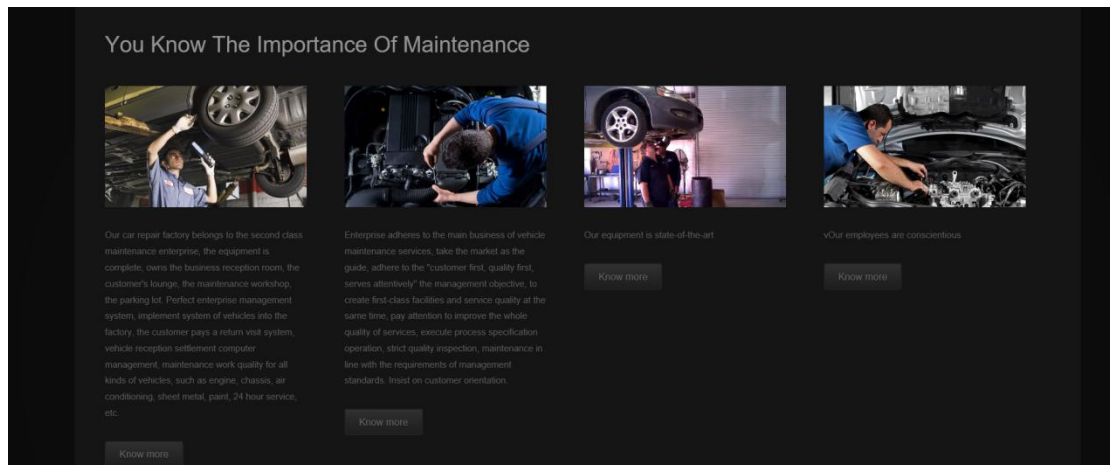 You Know The Importance Of Maintenance
Our car repair factory belongs to the second class
maintenance enterprise, the equipment is
complete, owns the business reception room, the
customer's lounge, the maintenance workshop,
the parking lot. Perfect enterprise management
system, implement system of vehicles into the
factory, the customer pays a return visit system,
vehicle reception settlement computer
management, maintenance work quality for all
kinds of vehicles, such as engine, chassis, air
conditioning, sheet metal, paint, 24 hour service,
etc.
Know more
Enterprise adheres to the main business of vehicle
maintenance services, take the market as the
guide, adhere to the "customer first, quality first,
serves attentively" the management objective, to
create first-class facilities and service quality at the
same time, pay attention to improve the whole
quality of services, execute process specification
operation, strict quality inspection, maintenance in
line with the requirements of management
standards. Insist on customer orientation.
Know more
Our equipment is state-of-the-art
Know more
vOur employees are conscientious
Know more